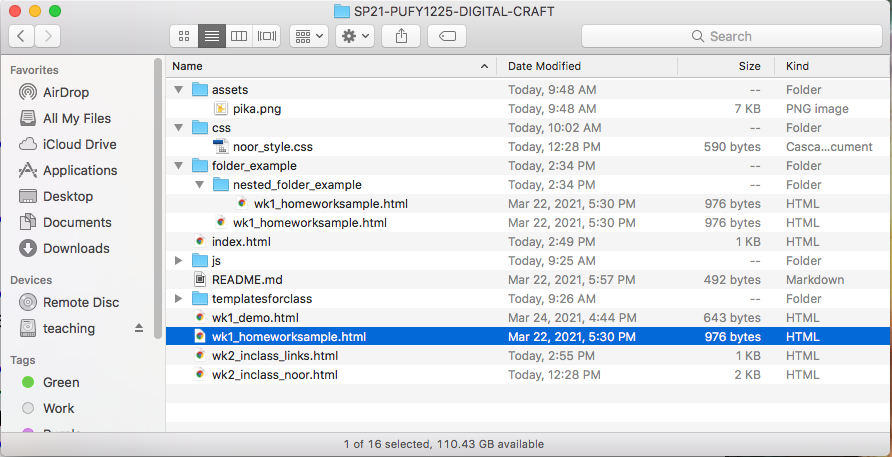 SP21-PUFY1225-DIGITAL-CRAFT
Search
Favorites
AirDrop
All My Files
iCloud Drive
Applications
Desktop
Documents
Downloads
Devices
Remote Disc
teaching
Tags
Green
Work
Name Date Modified Size Kind
assets Today, 9:48 AM -- Folder
pika.png Today, 9:48 AM 7 KB PNG image
css Today, 10:02 AM -- Folder
noor_style.css Today, 12:28 PM 590 bytes Casca...cument
folder_example Today, 2:34 PM -- Folder
nested_folder_example Today, 2:34 PM -- Folder
wk1_homeworksample.html Mar 22, 2021, 5:30 PM 976 bytes HTML
wk1_homeworksample.html Mar 22, 2021, 5:30 PM 976 bytes HTML
index.html Today, 2:49 PM 1 KB HTML
js Today, 9:25 AM -- Folder
README.md Mar 22, 2021, 5:57 PM 492 bytes Markdown
templatesforclass Today, 9:26 AM -- Folder
wk1_demo.html Mar 24, 2021, 4:44 PM 643 bytes HTML
wk1_homeworksample.html Mar 22, 2021, 5:30 PM 976 bytes HTML
wk2_inclass_links.html Today, 2:55 PM 1 KB HTML
wk2_inclass_noor.html Today, 12:28 PM 2 KB HTML
1 of 16 selected, 110.43 GB available